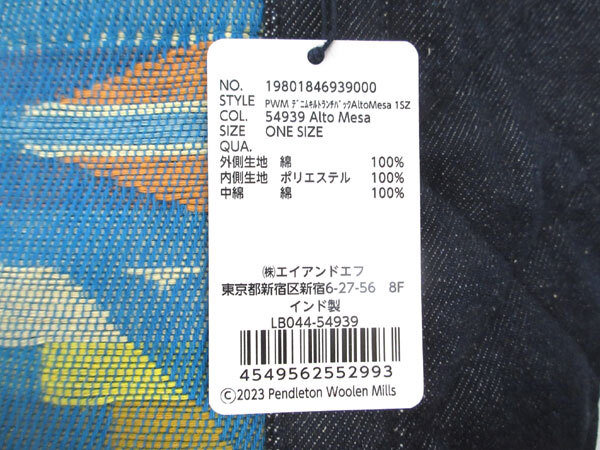 NO. 19801846939000
STYLE PWM ﾃﾞﾆﾑｷﾙﾄﾗﾝﾁﾊﾞｯｸAltoMesa 1SZ
COL. 54939 Alto Mesa
SIZE ONE SIZE
QUA.
外側生地 綿 100%
内側生地 ポリエステル 100%
中綿 綿 100%
㈱エイアンドエフ
東京都新宿区新宿6-27-56 8F
インド製
LB044-54939
4549562552993
©2023 Pendleton Woolen Mills